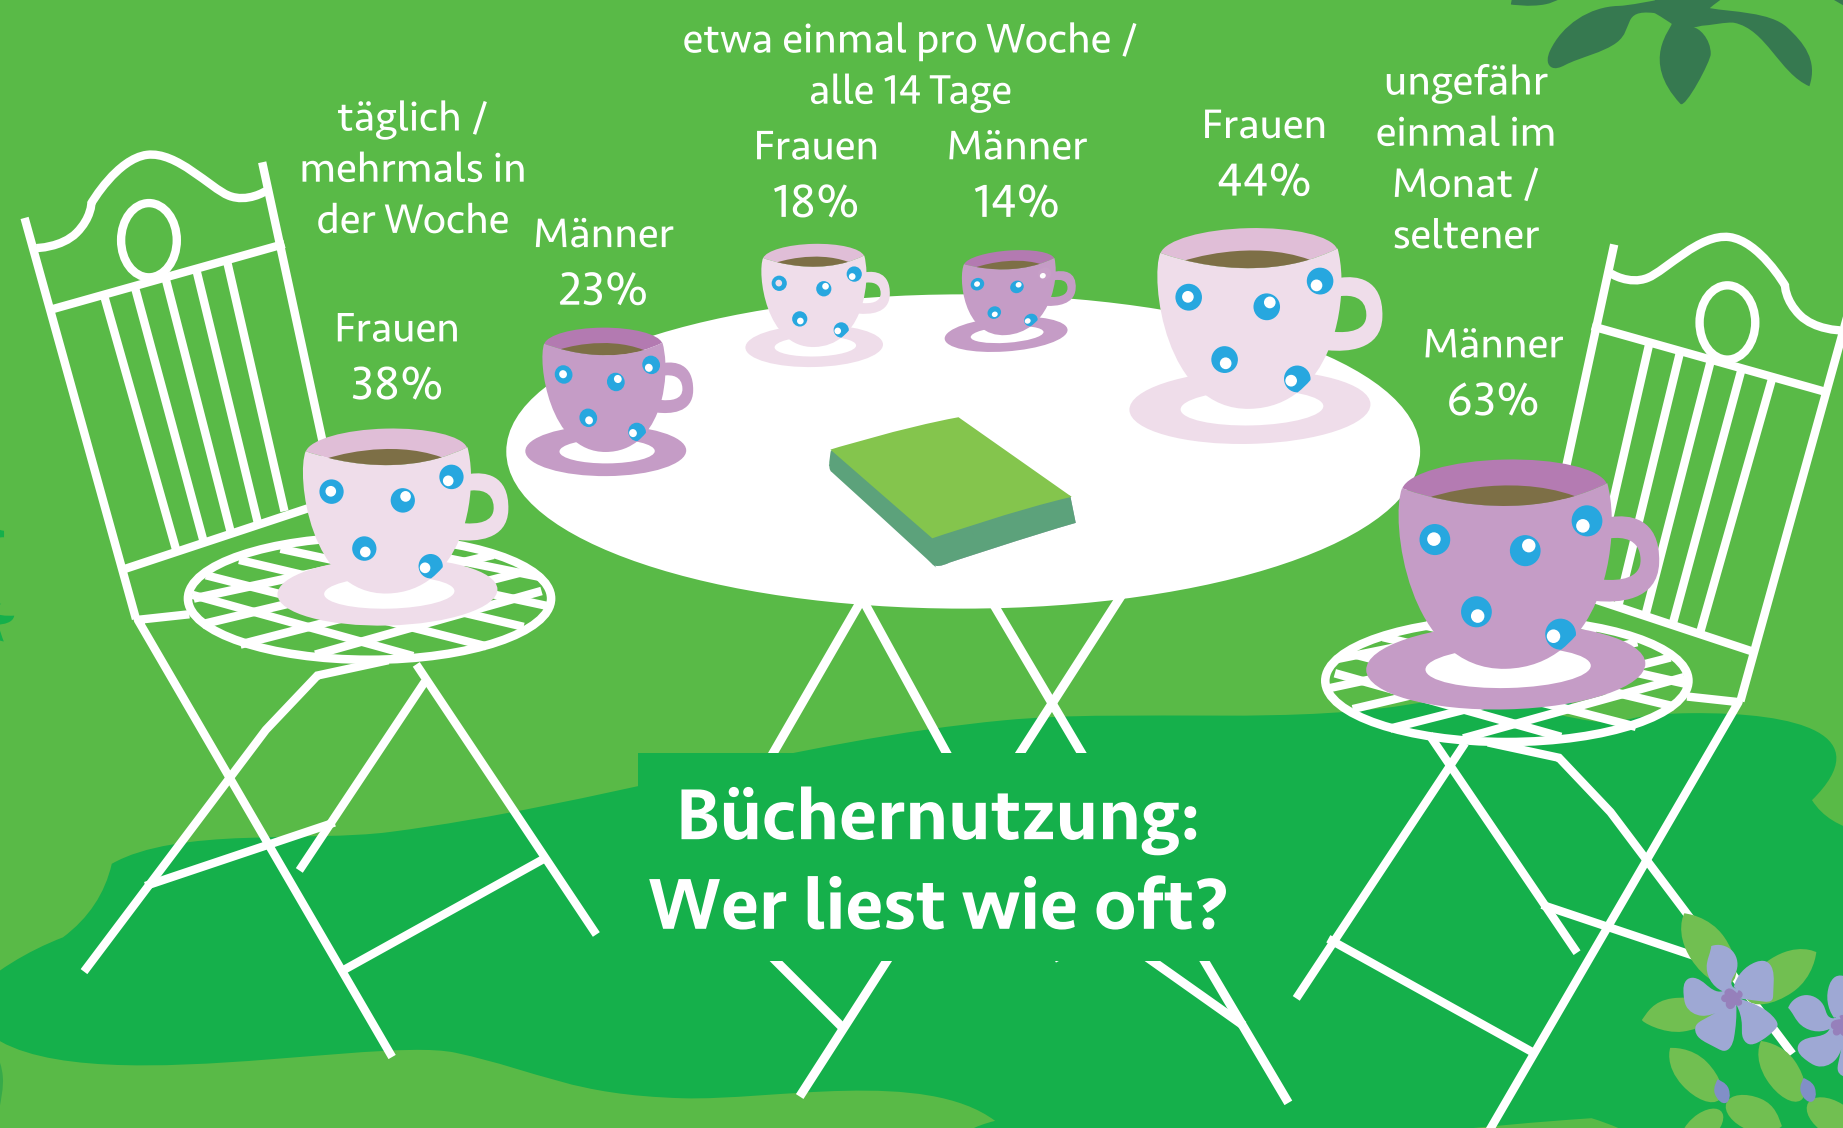 etwa einmal pro Woche /
alle 14 Tage
Frauen
18%
Männer
14%
täglich /
mehrmals in
der Woche
Frauen
38%
Männer
23%
ungefähr
einmal im
Monat /
seltener
Frauen
44%
Männer
63%
Büchernutzung:
Wer liest wie oft?